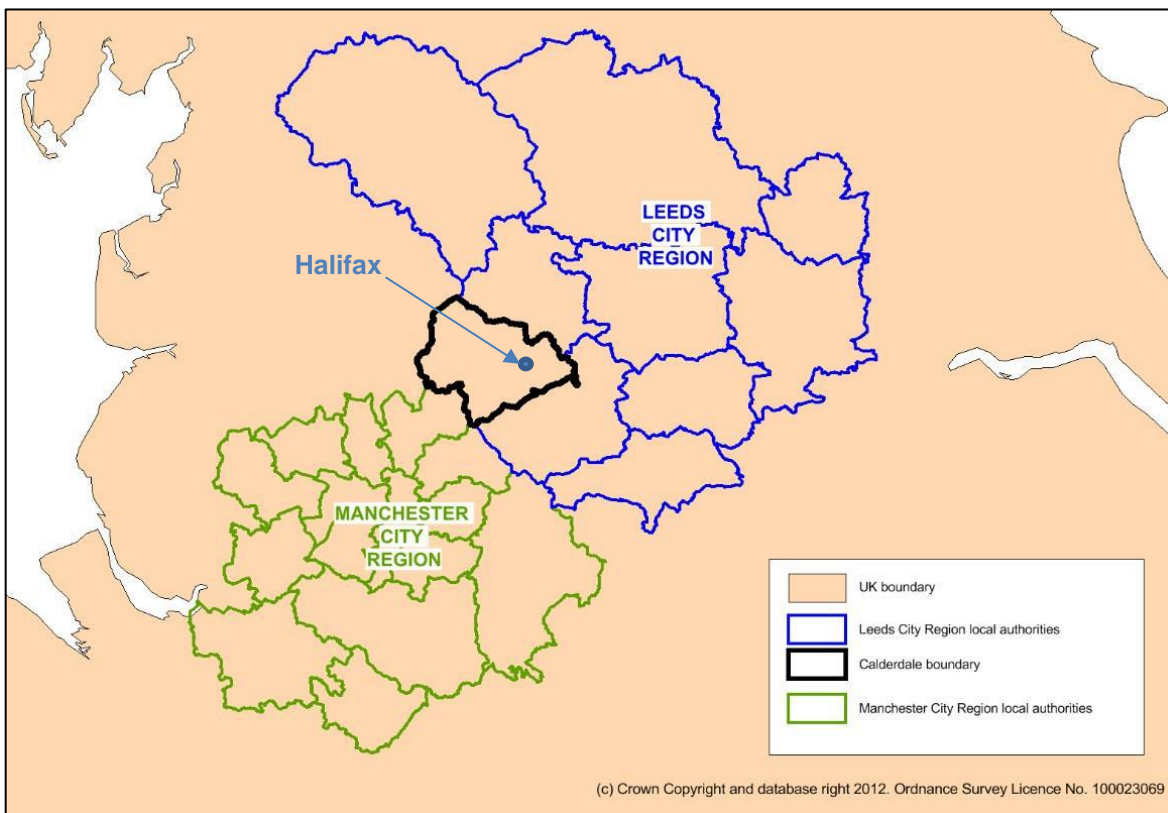 LEEDS
CITY
REGION
Halifax
MANCHESTER
CITY
REGION
UK boundary
Leeds City Region local authorities
Calderdale boundary
Manchester City Region local authorities
(c) Crown Copyright and database right 2012. Ordnance Survey Licence No. 100023069